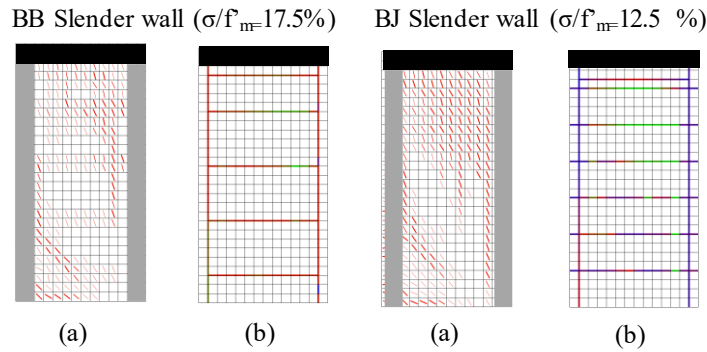 BB Slender wall (σ/f'm=17.5%) BJ Slender wall (σ/f'm=12.5 %)
(a) (b) (a) (b)